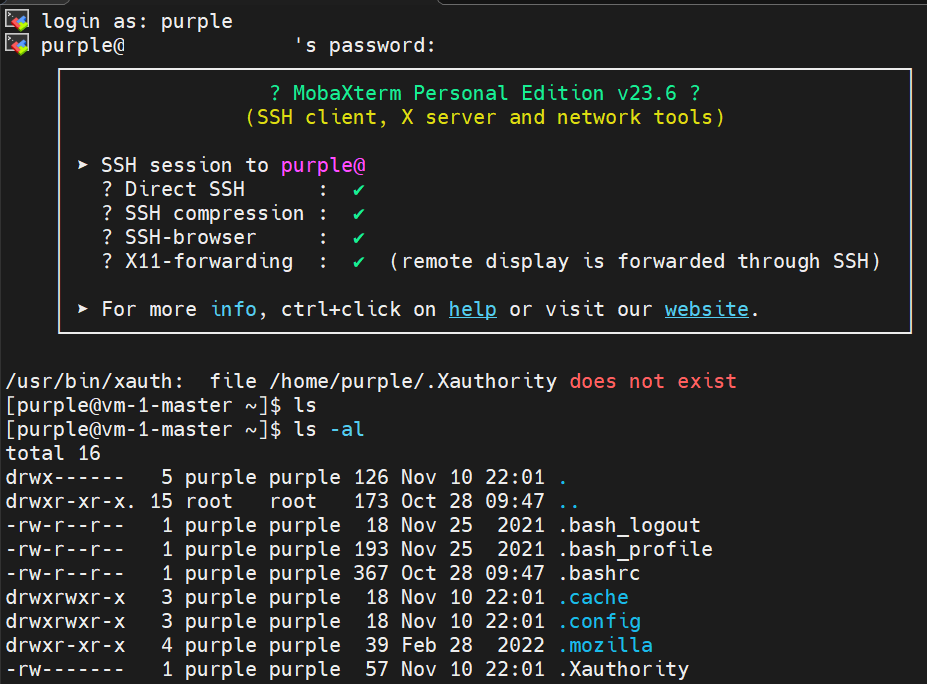 login as: purple
purple@            's password:
? MobaXterm Personal Edition v23.6 ?
(SSH client, X server and network tools)
➤ SSH session to purple@
? Direct SSH      :  ✔
? SSH compression :  ✔
? SSH-browser     :  ✔
? X11-forwarding  :  ✔  (remote display is forwarded through SSH)
➤ For more info, ctrl+click on help or visit our website.
/usr/bin/xauth:  file /home/purple/.Xauthority does not exist
[purple@vm-1-master ~]$ ls
[purple@vm-1-master ~]$ ls -al
total 16
drwx------   5 purple purple 126 Nov 10 22:01 .
drwxr-xr-x. 15 root   root   173 Oct 28 09:47 ..
-rw-r--r--   1 purple purple  18 Nov 25  2021 .bash_logout
-rw-r--r--   1 purple purple 193 Nov 25  2021 .bash_profile
-rw-r--r--   1 purple purple 367 Oct 28 09:47 .bashrc
drwxrwxr-x   3 purple purple  18 Nov 10 22:01 .cache
drwxrwxr-x   3 purple purple  18 Nov 10 22:01 .config
drwxr-xr-x   4 purple purple  39 Feb 28  2022 .mozilla
-rw-------   1 purple purple  57 Nov 10 22:01 .Xauthority